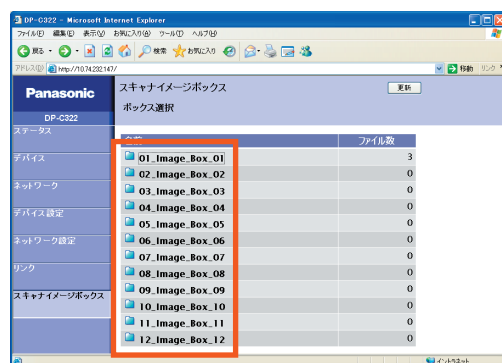 DP-C322 - Microsoft Internet Explorer
ファイル(F) 編集(E) 表示(V) お気に入り(A) ツール(T) ヘルプ(H)
戻る 検索 お気に入り
アドレス(D) http://10.74.232.147/ 移動 リンク
Panasonic
DP-C322
スキャナイメージボックス 更新
ボックス選択
ステータス
デバイス
ネットワーク
デバイス設定
ネットワーク設定
リンク
スキャナイメージボックス
名前 ファイル数
01_Image_Box_01 3
02_Image_Box_02 0
03_Image_Box_03 0
04_Image_Box_04 0
05_Image_Box_05 0
06_Image_Box_06 0
07_Image_Box_07 0
08_Image_Box_08 0
09_Image_Box_09 0
10_Image_Box_10 0
11_Image_Box_11 0
12_Image_Box_12 0
イントラネット